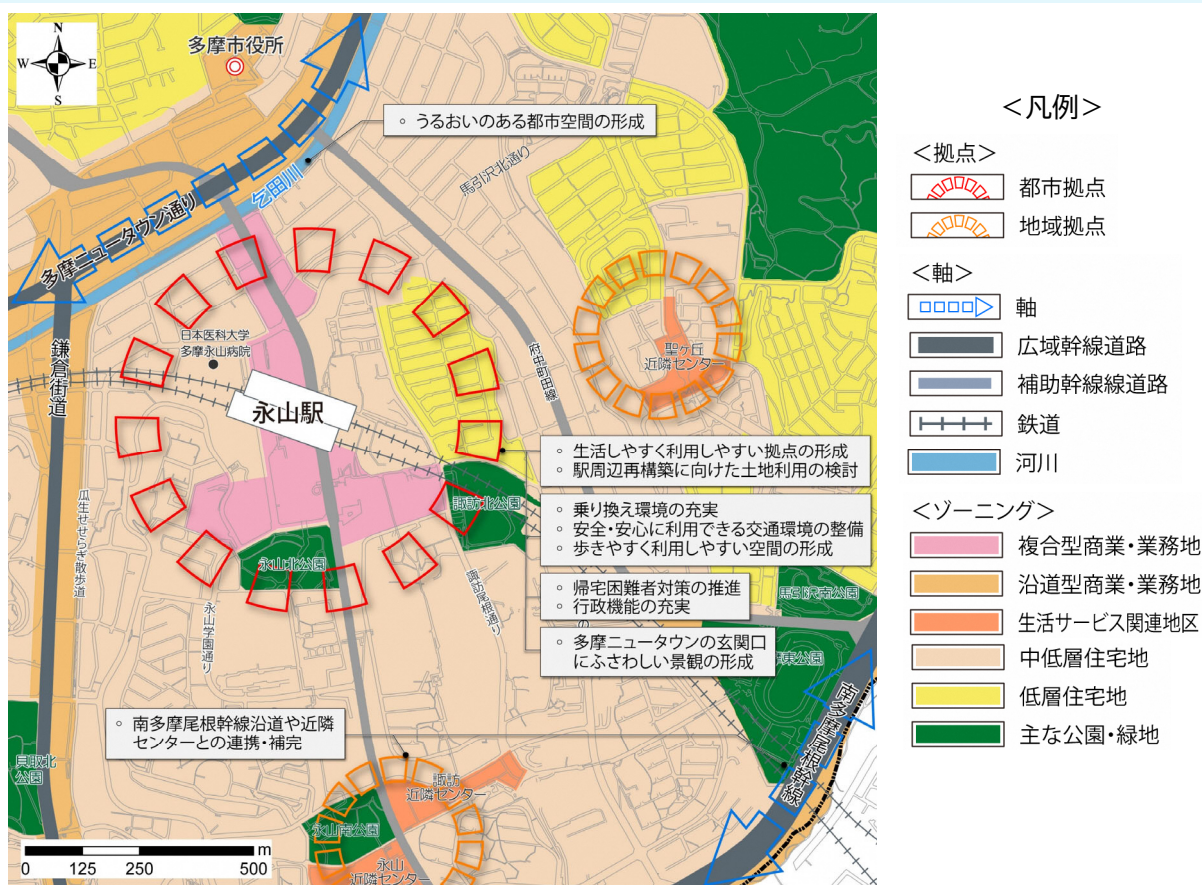 N
W
E
S
多摩市役所
うるおいのある都市空間の形成
馬引沢北通り
乞田川
多摩ニュータウン通り
鎌倉街道
日本医科大学
多摩永山病院
永山駅
府中町田線
聖ヶ丘
近隣センター
生活しやすく利用しやすい拠点の形成
駅周辺再構築に向けた土地利用の検討
諏訪北公園
乗り換え環境の充実
安全・安心に利用できる交通環境の整備
歩きやすく利用しやすい空間の形成
瓜生せせらぎ散歩道
永山北公園
永山学園通り
諏訪尾根通り
帰宅困難者対策の推進
行政機能の充実
の
馬引沢南公園
多摩ニュータウンの玄関口
にふさわしい景観の形成
東公園
南多摩尾根幹線
南多摩尾根幹線沿道や近隣
センターとの連携・補完
貝取北
公園
諏訪
近隣センター
永山南公園
永山
近隣センター
m
0 125 250 500
＜凡例＞
＜拠点＞
都市拠点
地域拠点
＜軸＞
軸
広域幹線道路
補助幹線線道路
鉄道
河川
＜ゾーニング＞
複合型商業・業務地
沿道型商業・業務地
生活サービス関連地区
中低層住宅地
低層住宅地
主な公園・緑地